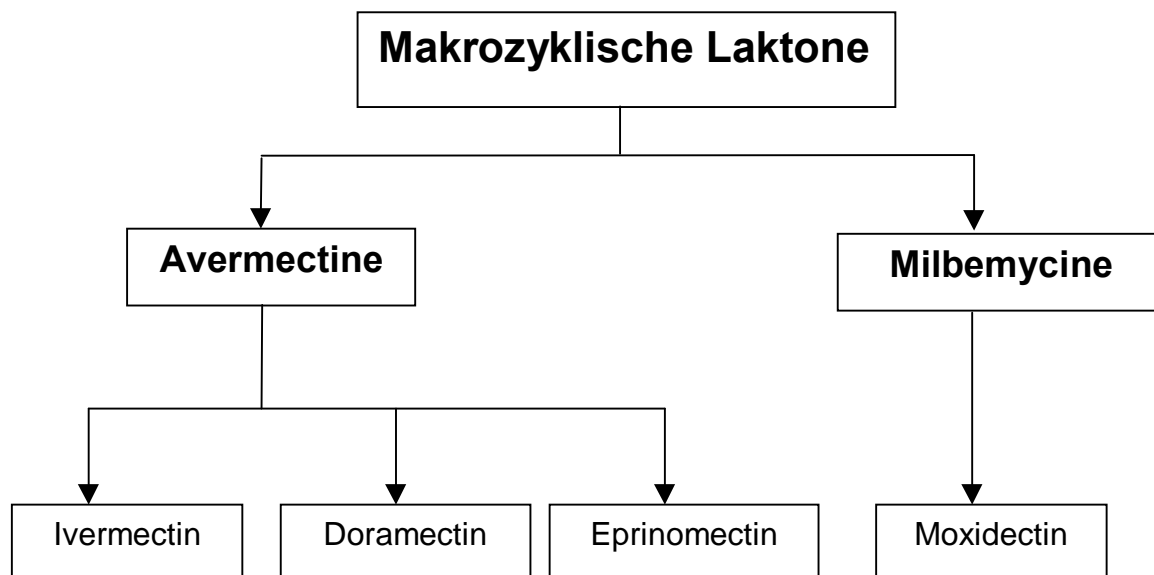 Makrozyklische Laktone
Avermectine
Milbemycine
Ivermectin
Doramectin
Eprinomectin
Moxidectin